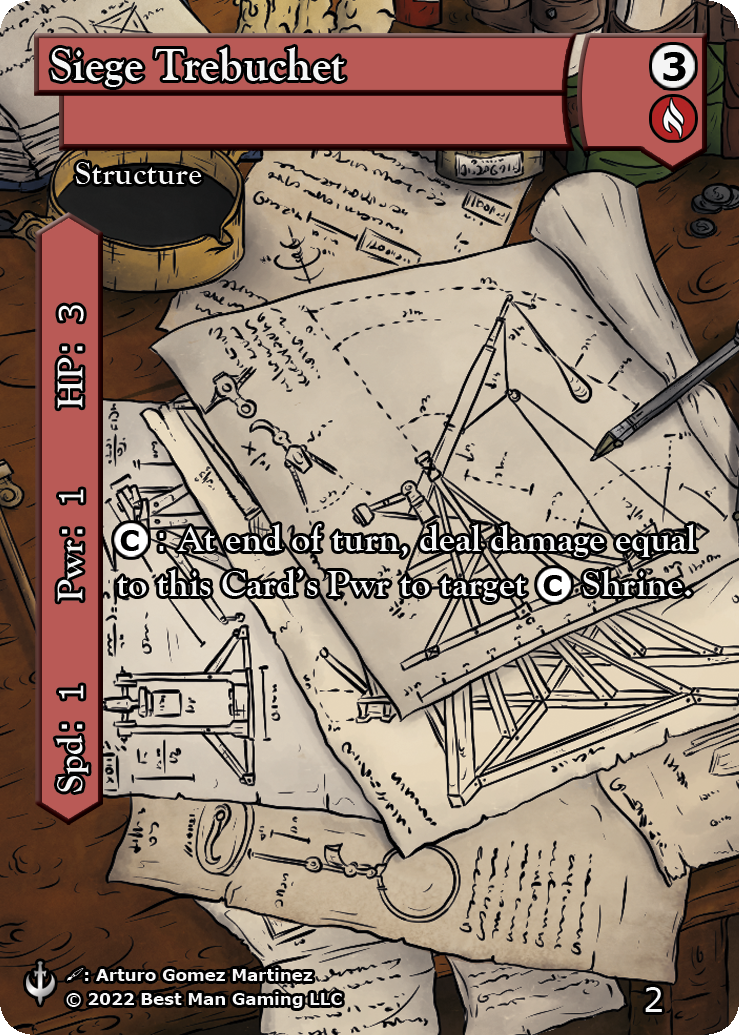 Siege Trebuchet
3
Structure
HP: 3
Pwr: 1
Spd: 1
C : At end of turn, deal damage equal
to this Card's Pwr to target C Shrine.
: Arturo Gomez Martinez
© 2022 Best Man Gaming LLC
2